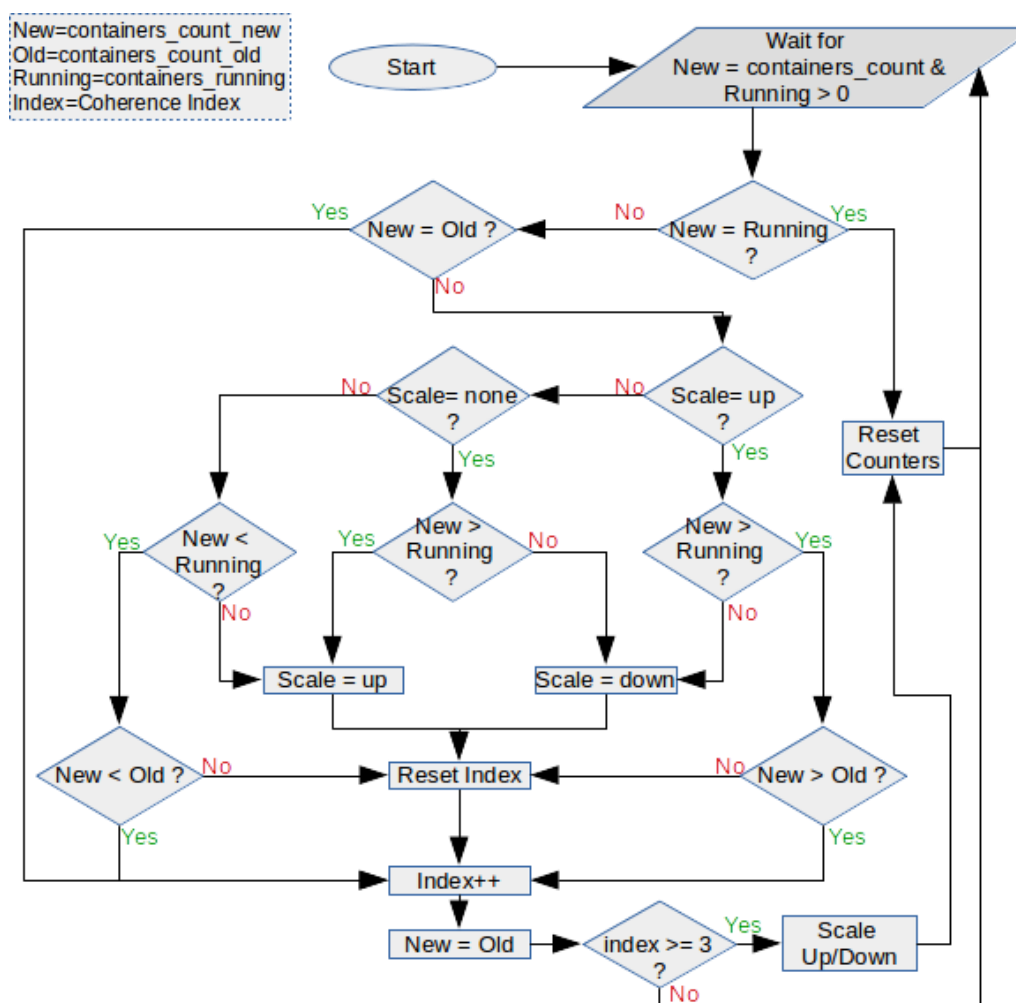 New=containers_count_new
Old=containers_count_old
Running=containers_running
Index=Coherence Index
Start
Wait for
New = containers_count &
Running > 0
Yes
New = Old ?
No
New = Running
?
Yes
No
No
Scale= none
?
No
Scale= up
?
Yes
Yes
Reset
Counters
Yes
New <
Running
?
No
Yes
New >
Running
?
No
New >
Running
?
Yes
No
Scale = up
Scale = down
New < Old ?
No
Yes
Reset Index
No
New > Old ?
Yes
Index++
New = Old
index >= 3
?
Yes
No
Scale
Up/Down